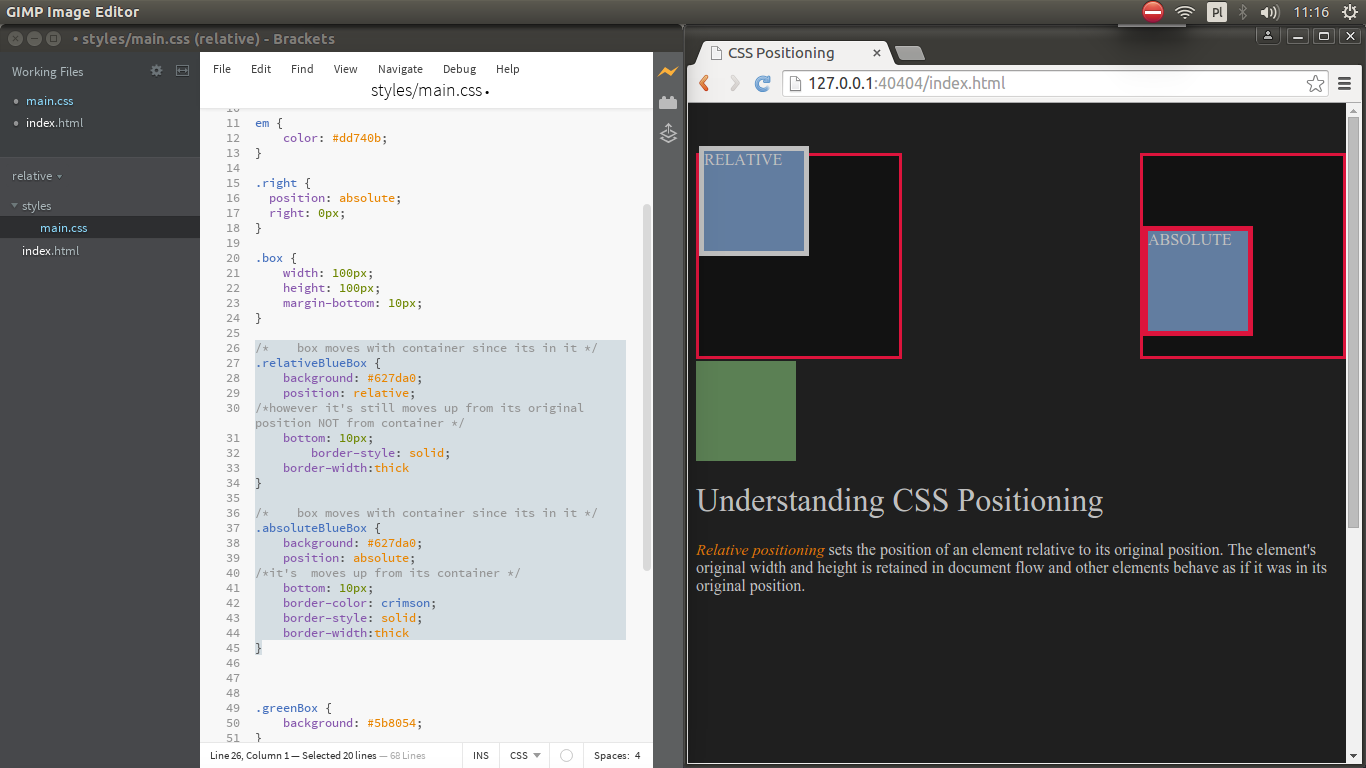 GIMP Image Editor
Pl
11:16
• styles/main.css (relative) - Brackets
Working Files
main.css
index.html
relative
styles
main.css
index.html
File Edit Find View Navigate Debug Help
styles/main.css •
10
11 em {
12 color: #dd740b;
13 }
14
15 .right {
16 position: absolute;
17 right: 0px;
18 }
19
20 .box {
21 width: 100px;
22 height: 100px;
23 margin-bottom: 10px;
24 }
25
26 /* box moves with container since its in it */
27 .relativeBlueBox {
28 background: #627da0;
29 position: relative;
30 /*however it's still moves up from its original
position NOT from container */
31 bottom: 10px;
32 border-style: solid;
33 border-width:thick
34 }
35
36 /* box moves with container since its in it */
37 .absoluteBlueBox {
38 background: #627da0;
39 position: absolute;
40 /*it's moves up from its container */
41 bottom: 10px;
42 border-color: crimson;
43 border-style: solid;
44 border-width:thick
45 }
46
47
48
49 .greenBox {
50 background: #5b8054;
51 }
Line 26, Column 1 — Selected 20 lines — 68 Lines
INS CSS Spaces: 4
CSS Positioning
127.0.0.1:40404/index.html
RELATIVE
ABSOLUTE
Understanding CSS Positioning
Relative positioning sets the position of an element relative to its original position. The element's
original width and height is retained in document flow and other elements behave as if it was in its
original position.